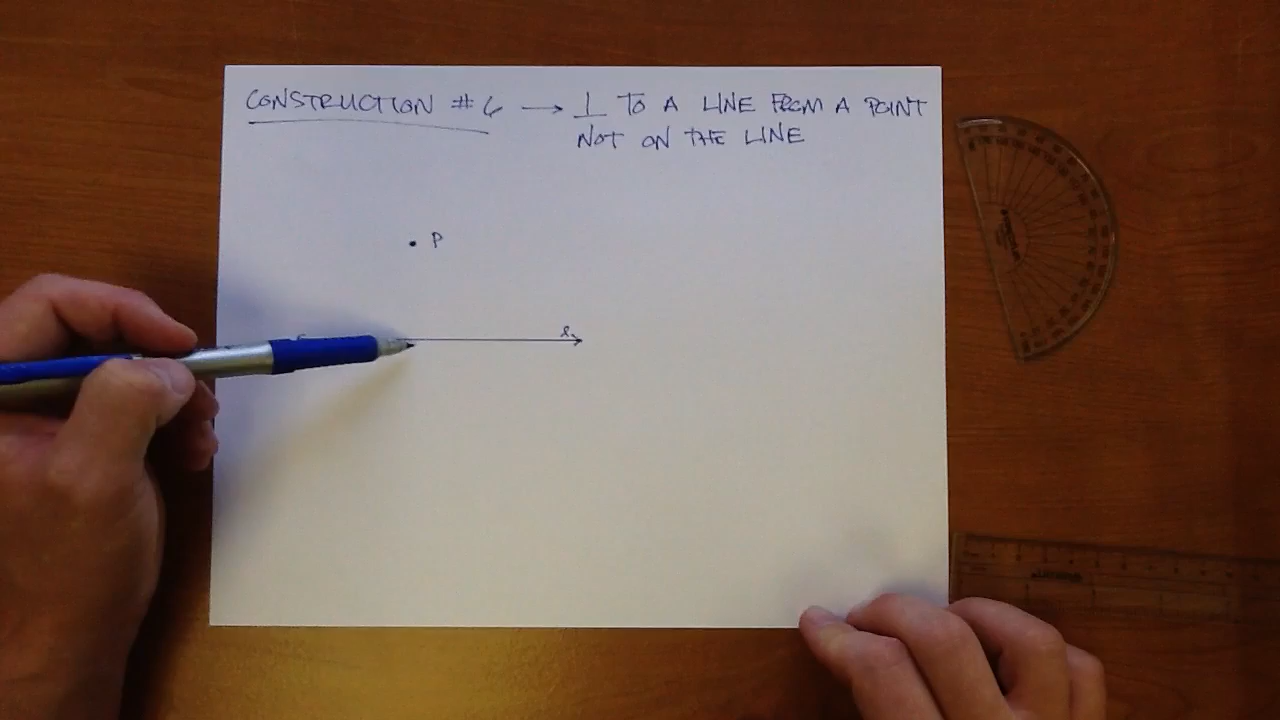 CONSTRUCTION #6 → ⊥ TO A LINE FROM A POINT
NOT ON THE LINE
P
l